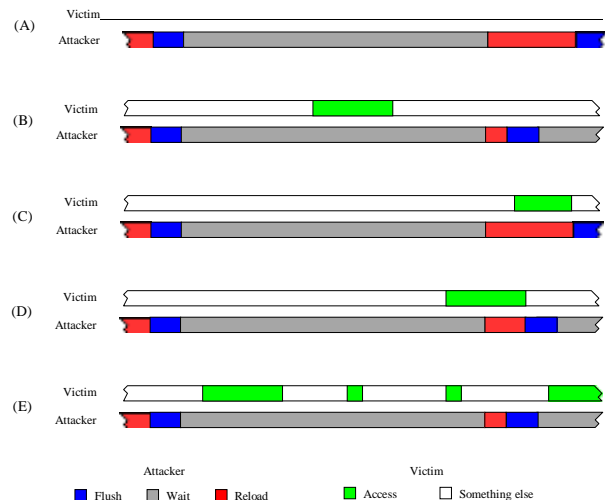 Victim
(A)
Attacker
Victim
(B)
Attacker
Victim
(C)
Attacker
Victim
(D)
Attacker
Victim
(E)
Attacker
Attacker Victim
Flush Wait Reload Access Something else